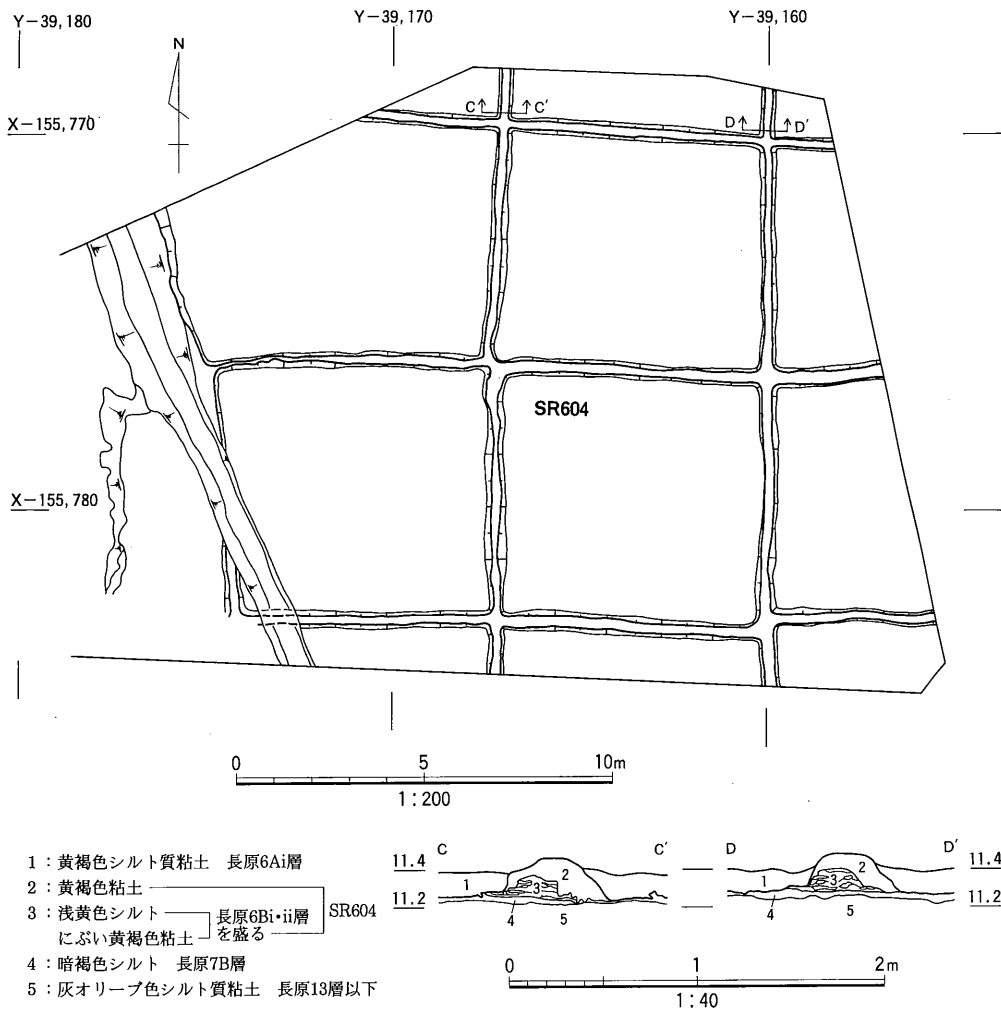 Y-39,180
Y-39,170
Y-39,160
N
C C'
D D'
X-155,770
SR604
X-155,780
0 5 10m
1:200
1:黄褐色シルト質粘土 長原6Ai層
2:黄褐色粘土
3:浅黄色シルト
にぶい黄褐色粘土
長原6Bi・ii層
を盛る
SR604
4:暗褐色シルト 長原7B層
5:灰オリーブ色シルト質粘土 長原13層以下
C C'
11.4
1 2 3
11.2
4 5
D D'
11.4
1 2 3
11.2
4 5
0 1 2m
1:40